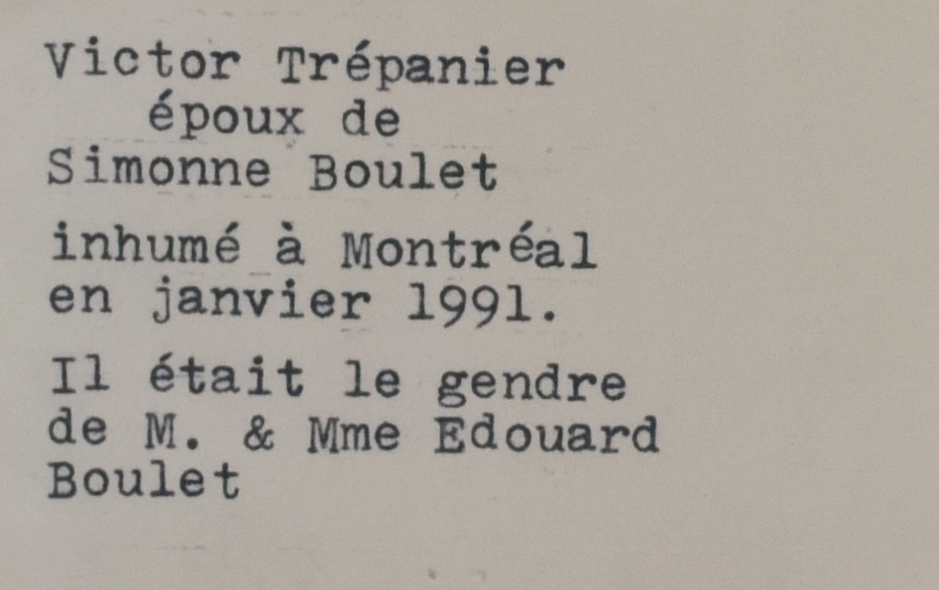 Victor Trépanier
époux de
Simonne Boulet
inhumé à Montréal
en janvier 1991.
Il était le gendre
de M. & Mme Edouard
Boulet